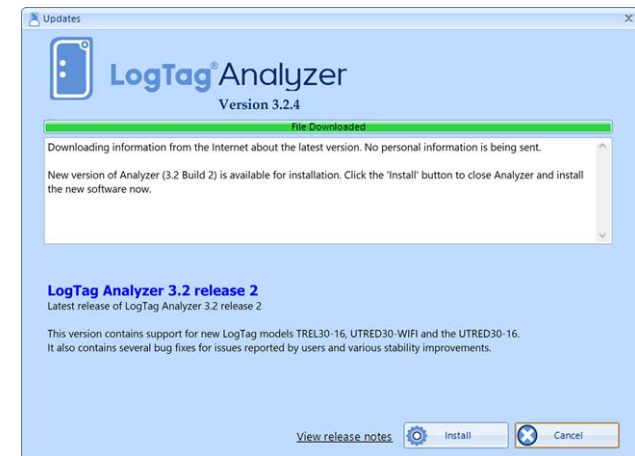 Updates
LogTag® Analyzer
Version 3.2.4
File Downloaded
Downloading information from the Internet about the latest version. No personal information is being sent.
New version of Analyzer (3.2 Build 2) is available for installation. Click the 'Install' button to close Analyzer and install
the new software now.
LogTag Analyzer 3.2 release 2
Latest release of LogTag Analyzer 3.2 release 2
This version contains support for new LogTag models TREL30-16, UTRED30-WIFI and the UTRED30-16.
It also contains several bug fixes for issues reported by users and various stability improvements.
View release notes Install Cancel